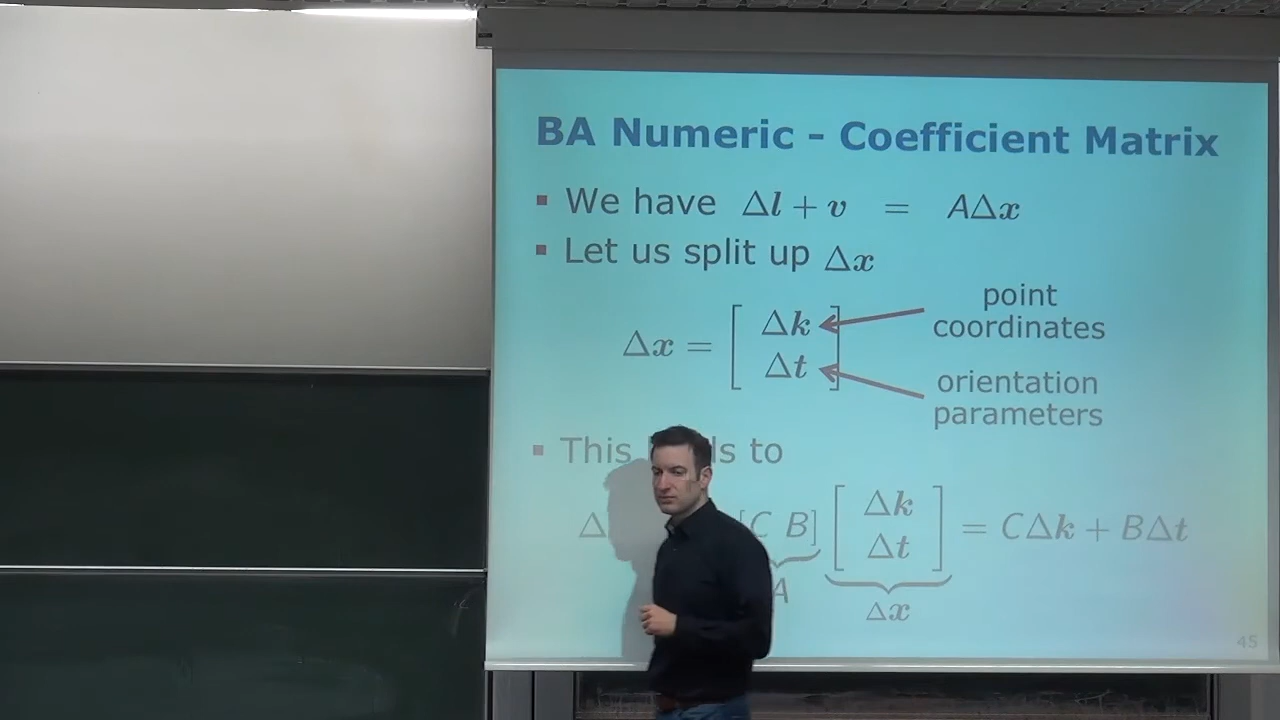 BA Numeric - Coefficient Matrix
▪ We have Δl + v = AΔx
▪ Let us split up Δx
point
coordinates
Δx = [ Δk Δt ]
orientation
parameters
▪ This to
Δ [C B] [ Δk Δt ] = CΔk + BΔt
A Δx
45